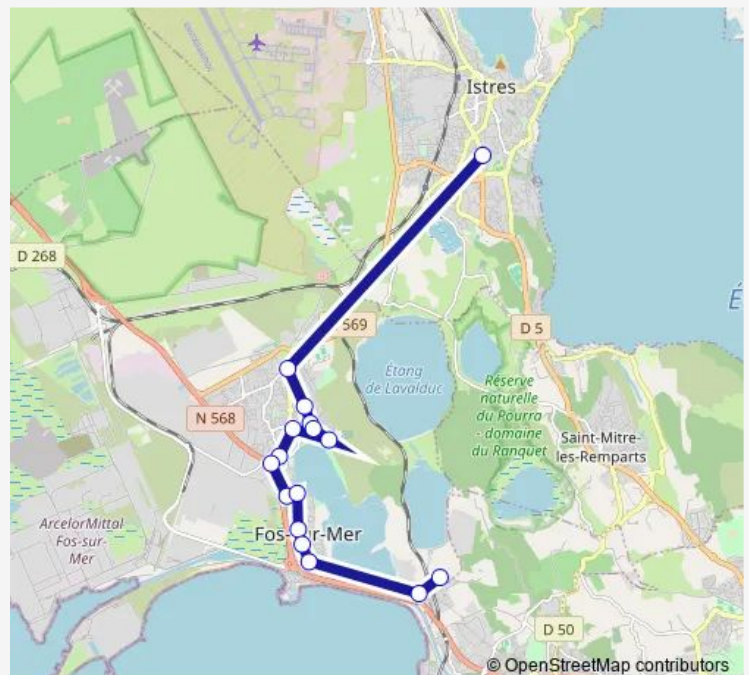 Istres
D 268
569
D 5
É
Étang
de Lavalduc
N 568
Réserve
naturelle
du Pourra
- domaine
du Ranquet
Saint-Mitre-
les-Remparts
ArcelorMittal
Fos-sur-
Mer
Fos-sur-Mer
D 50
© OpenStreetMap contributors